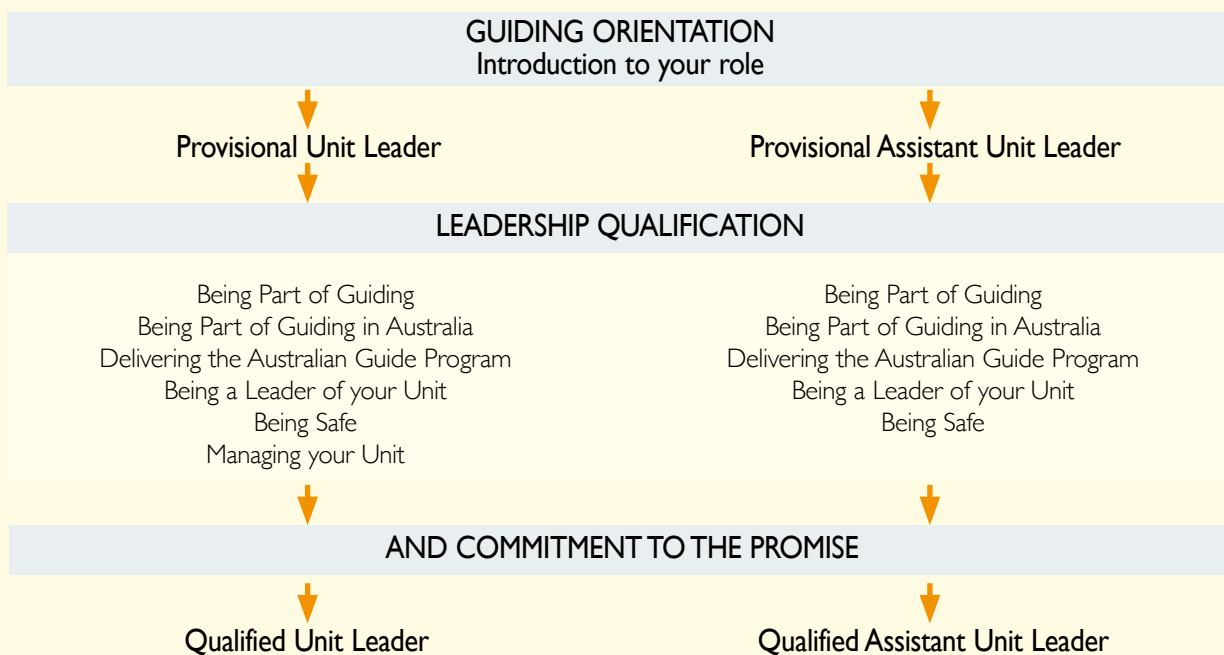 GUIDING ORIENTATION
Introduction to your role
Provisional Unit Leader
Provisional Assistant Unit Leader
LEADERSHIP QUALIFICATION
Being Part of Guiding
Being Part of Guiding in Australia
Delivering the Australian Guide Program
Being a Leader of your Unit
Being Safe
Managing your Unit
Being Part of Guiding
Being Part of Guiding in Australia
Delivering the Australian Guide Program
Being a Leader of your Unit
Being Safe
AND COMMITMENT TO THE PROMISE
Qualified Unit Leader
Qualified Assistant Unit Leader